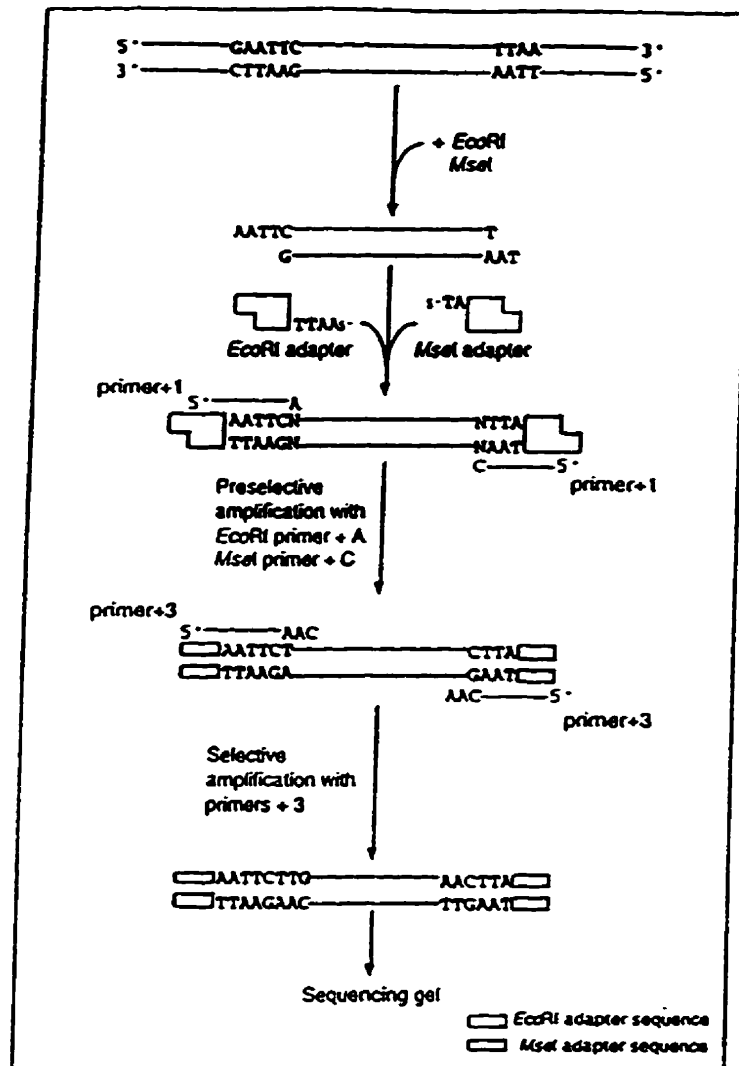 5' GAATTC TTAA 3'
3' CTTAAG AATT 5'
+ EcoRI
MseI
AATTC T
G AAT
TTAA5'
5'-TA
EcoRI adapter MseI adapter
primer+1
5' A
AATTCN NTTA
TTAAGN NAAT
C 5'
primer+1
Preselective
amplification with
EcoRI primer + A
MseI primer + C
primer+3
5' AAC
AATTCT CTTA
TTAAGA GAAT
AAC 5'
primer+3
Selective
amplification with
primers + 3
AATTCTTG AACTTA
TTAAGAAC TTGAAT
Sequencing gel
EcoRI adapter sequence
MseI adapter sequence